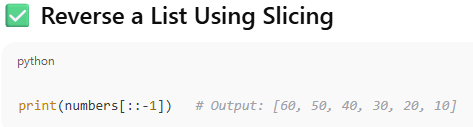 ✅ Reverse a List Using Slicing
python
print(numbers[::-1])   # Output: [60, 50, 40, 30, 20, 10]